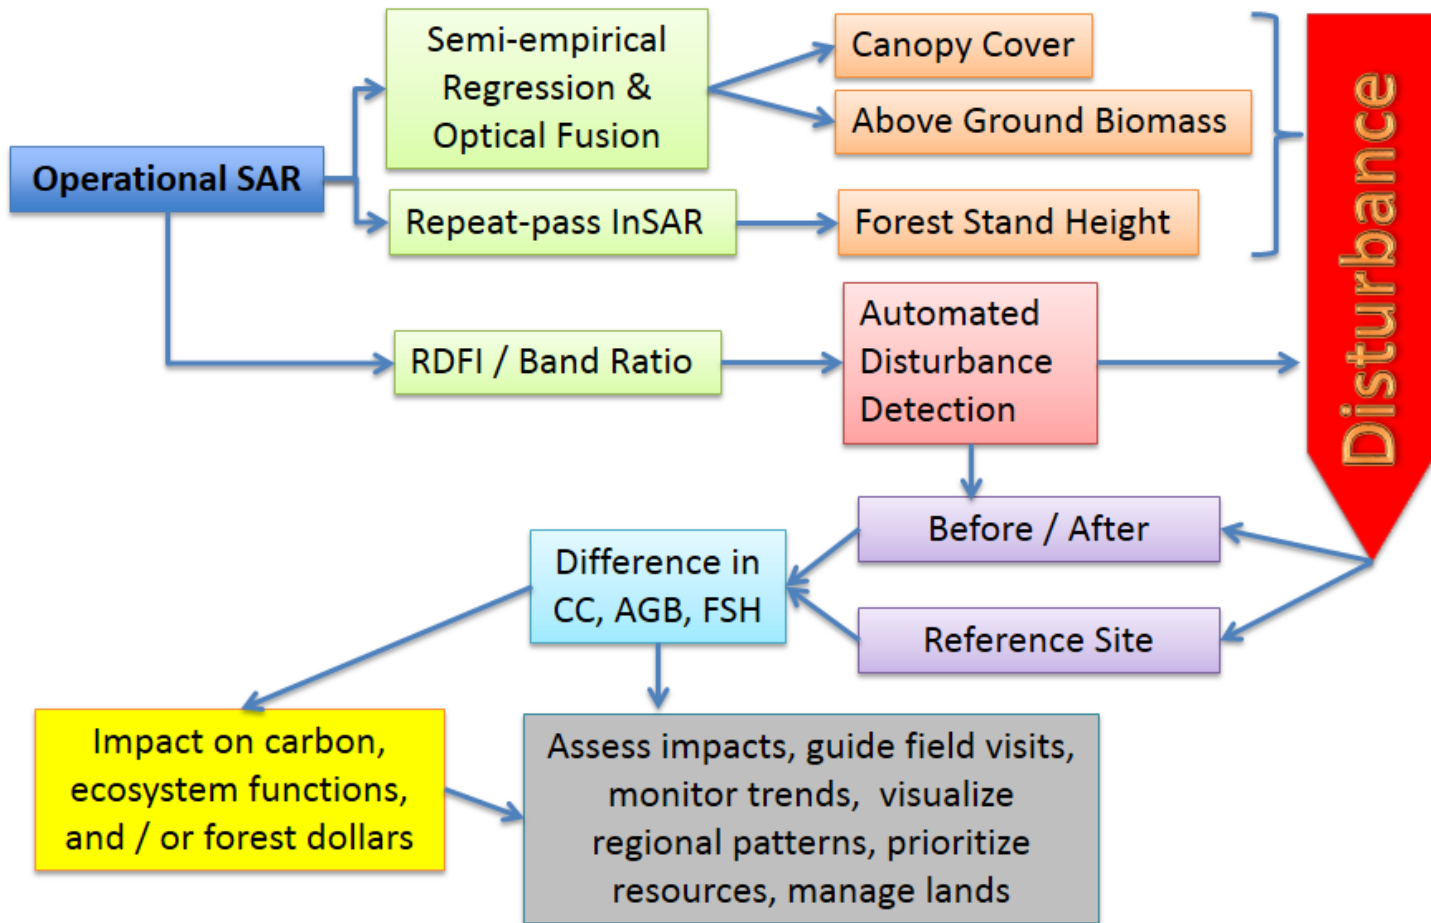 Semi-empirical
Regression &
Optical Fusion
Canopy Cover
Above Ground Biomass
Operational SAR
Repeat-pass InSAR
Forest Stand Height
Disturbance
RDFI / Band Ratio
Automated
Disturbance
Detection
Before / After
Difference in
CC, AGB, FSH
Reference Site
Impact on carbon,
ecosystem functions,
and / or forest dollars
Assess impacts, guide field visits,
monitor trends,  visualize
regional patterns, prioritize
resources, manage lands